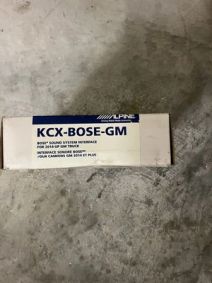 ALPINE
KCX-BOSE-GM
BOSE® SOUND SYSTEM INTERFACE
FOR 2014-UP GM TRUCK
INTERFACE SONORE BOSE™
POUR CAMIONS GM 2014 ET PLUS